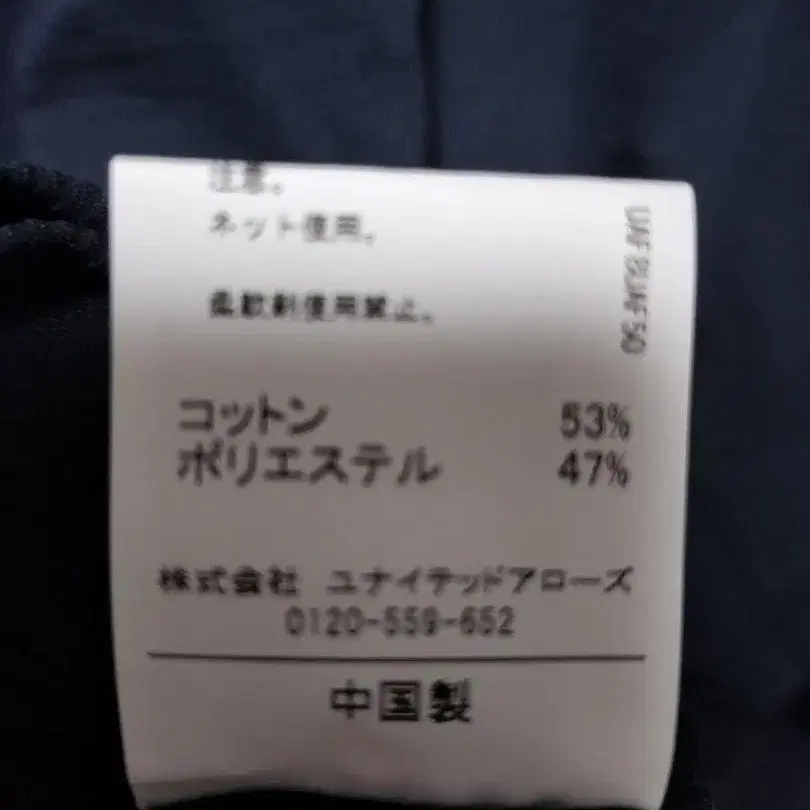 注意。
ネット使用。
柔軟剤使用禁止。
コットン 53%
ポリエステル 47%
株式会社 ユナイテッドアローズ
0120-559-652
中国製